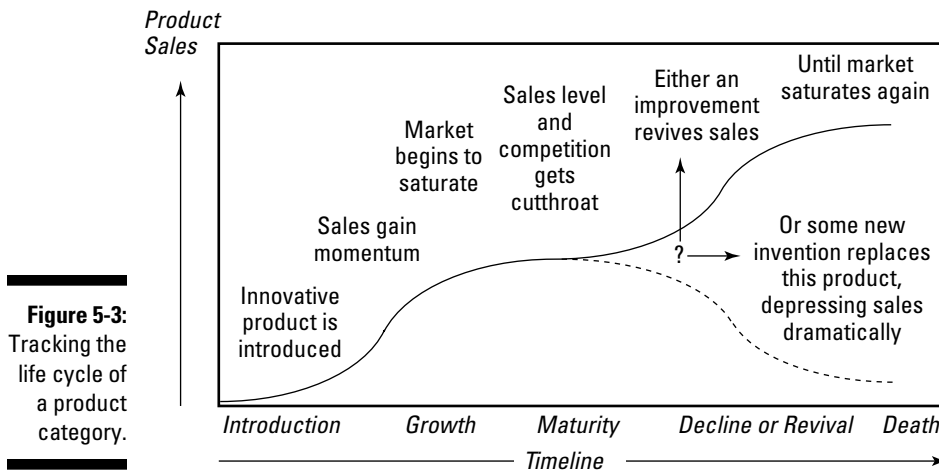 Product
Sales
Until market
saturates again
Either an
improvement
revives sales
Sales level
and
competition
gets
cutthroat
Market
begins to
saturate
Sales gain
momentum
Innovative
product is
introduced
?
Or some new
invention replaces
this product,
depressing sales
dramatically
Figure 5-3:
Tracking the
life cycle of
a product
category.
Introduction Growth Maturity Decline or Revival Death
Timeline